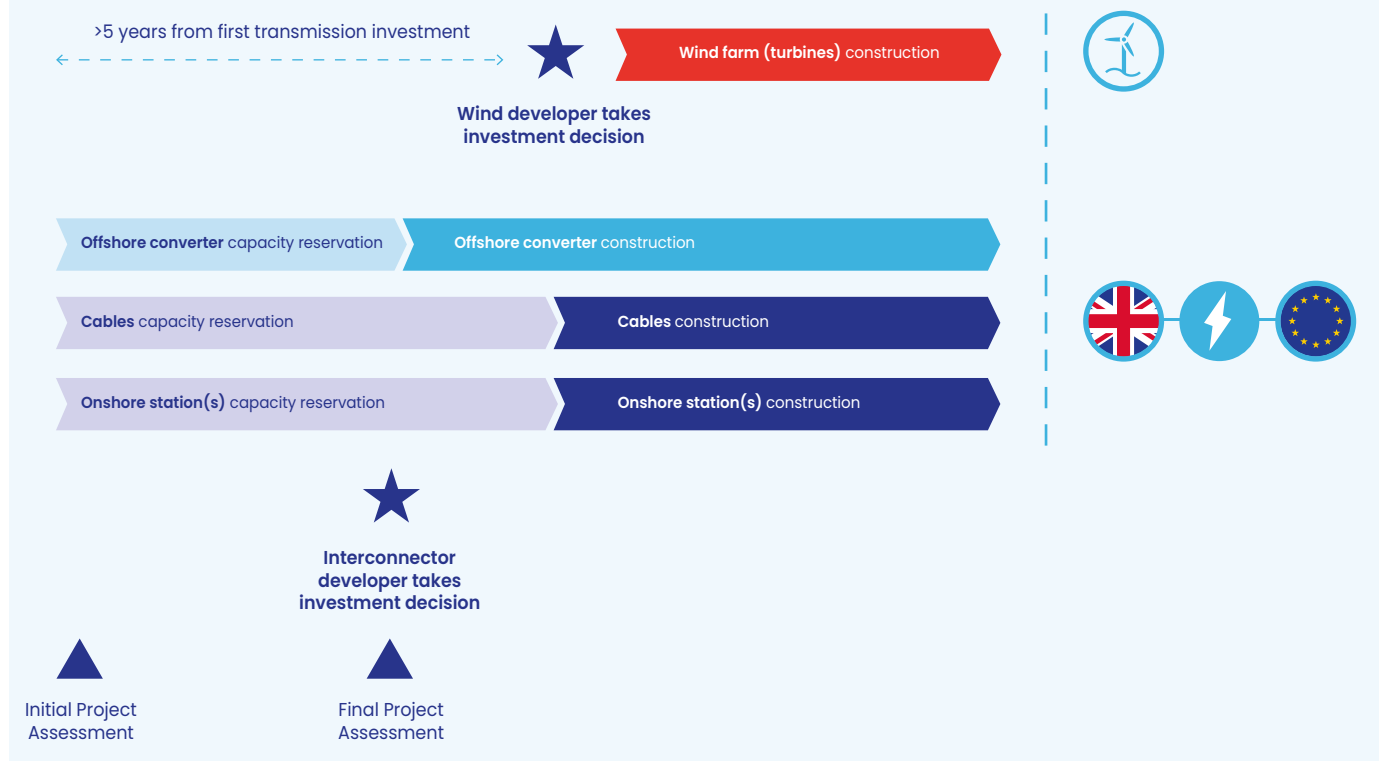 >5 years from first transmission investment
Wind farm (turbines) construction
Wind developer takes
investment decision
Offshore converter capacity reservation
Offshore converter construction
Cables capacity reservation
Cables construction
Onshore station(s) capacity reservation
Onshore station(s) construction
Interconnector
developer takes
investment decision
Initial Project
Assessment
Final Project
Assessment